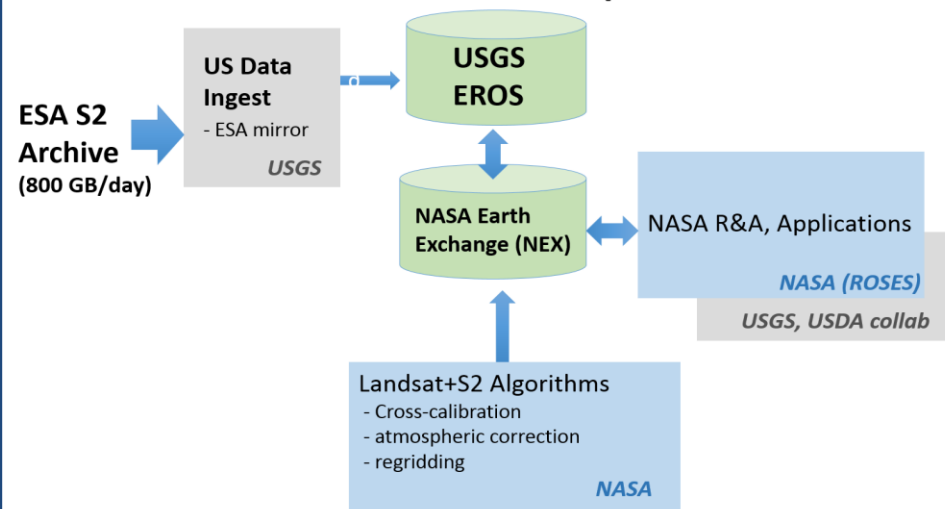 ESA S2
Archive
(800 GB/day)
US Data
Ingest
- ESA mirror
USGS
USGS
EROS
NASA Earth
Exchange (NEX)
NASA R&A, Applications
NASA (ROSES)
USGS, USDA collab
Landsat+S2 Algorithms
- Cross-calibration
- atmospheric correction
- regridding
NASA